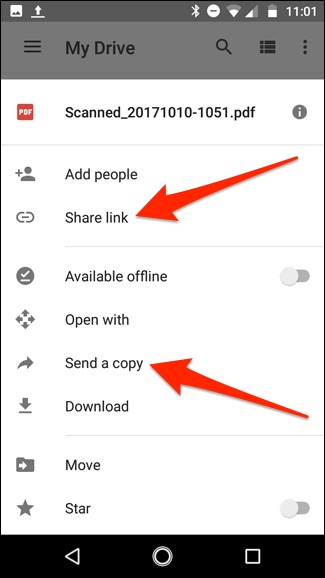 11:01
My Drive
PDF
Scanned_20171010-1051.pdf
Add people
Share link
Available offline
Open with
Send a copy
Download
Move
Star